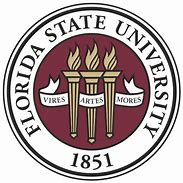 FLORIDA STATE UNIVERSITY
VIRES ARTES MORES
1851